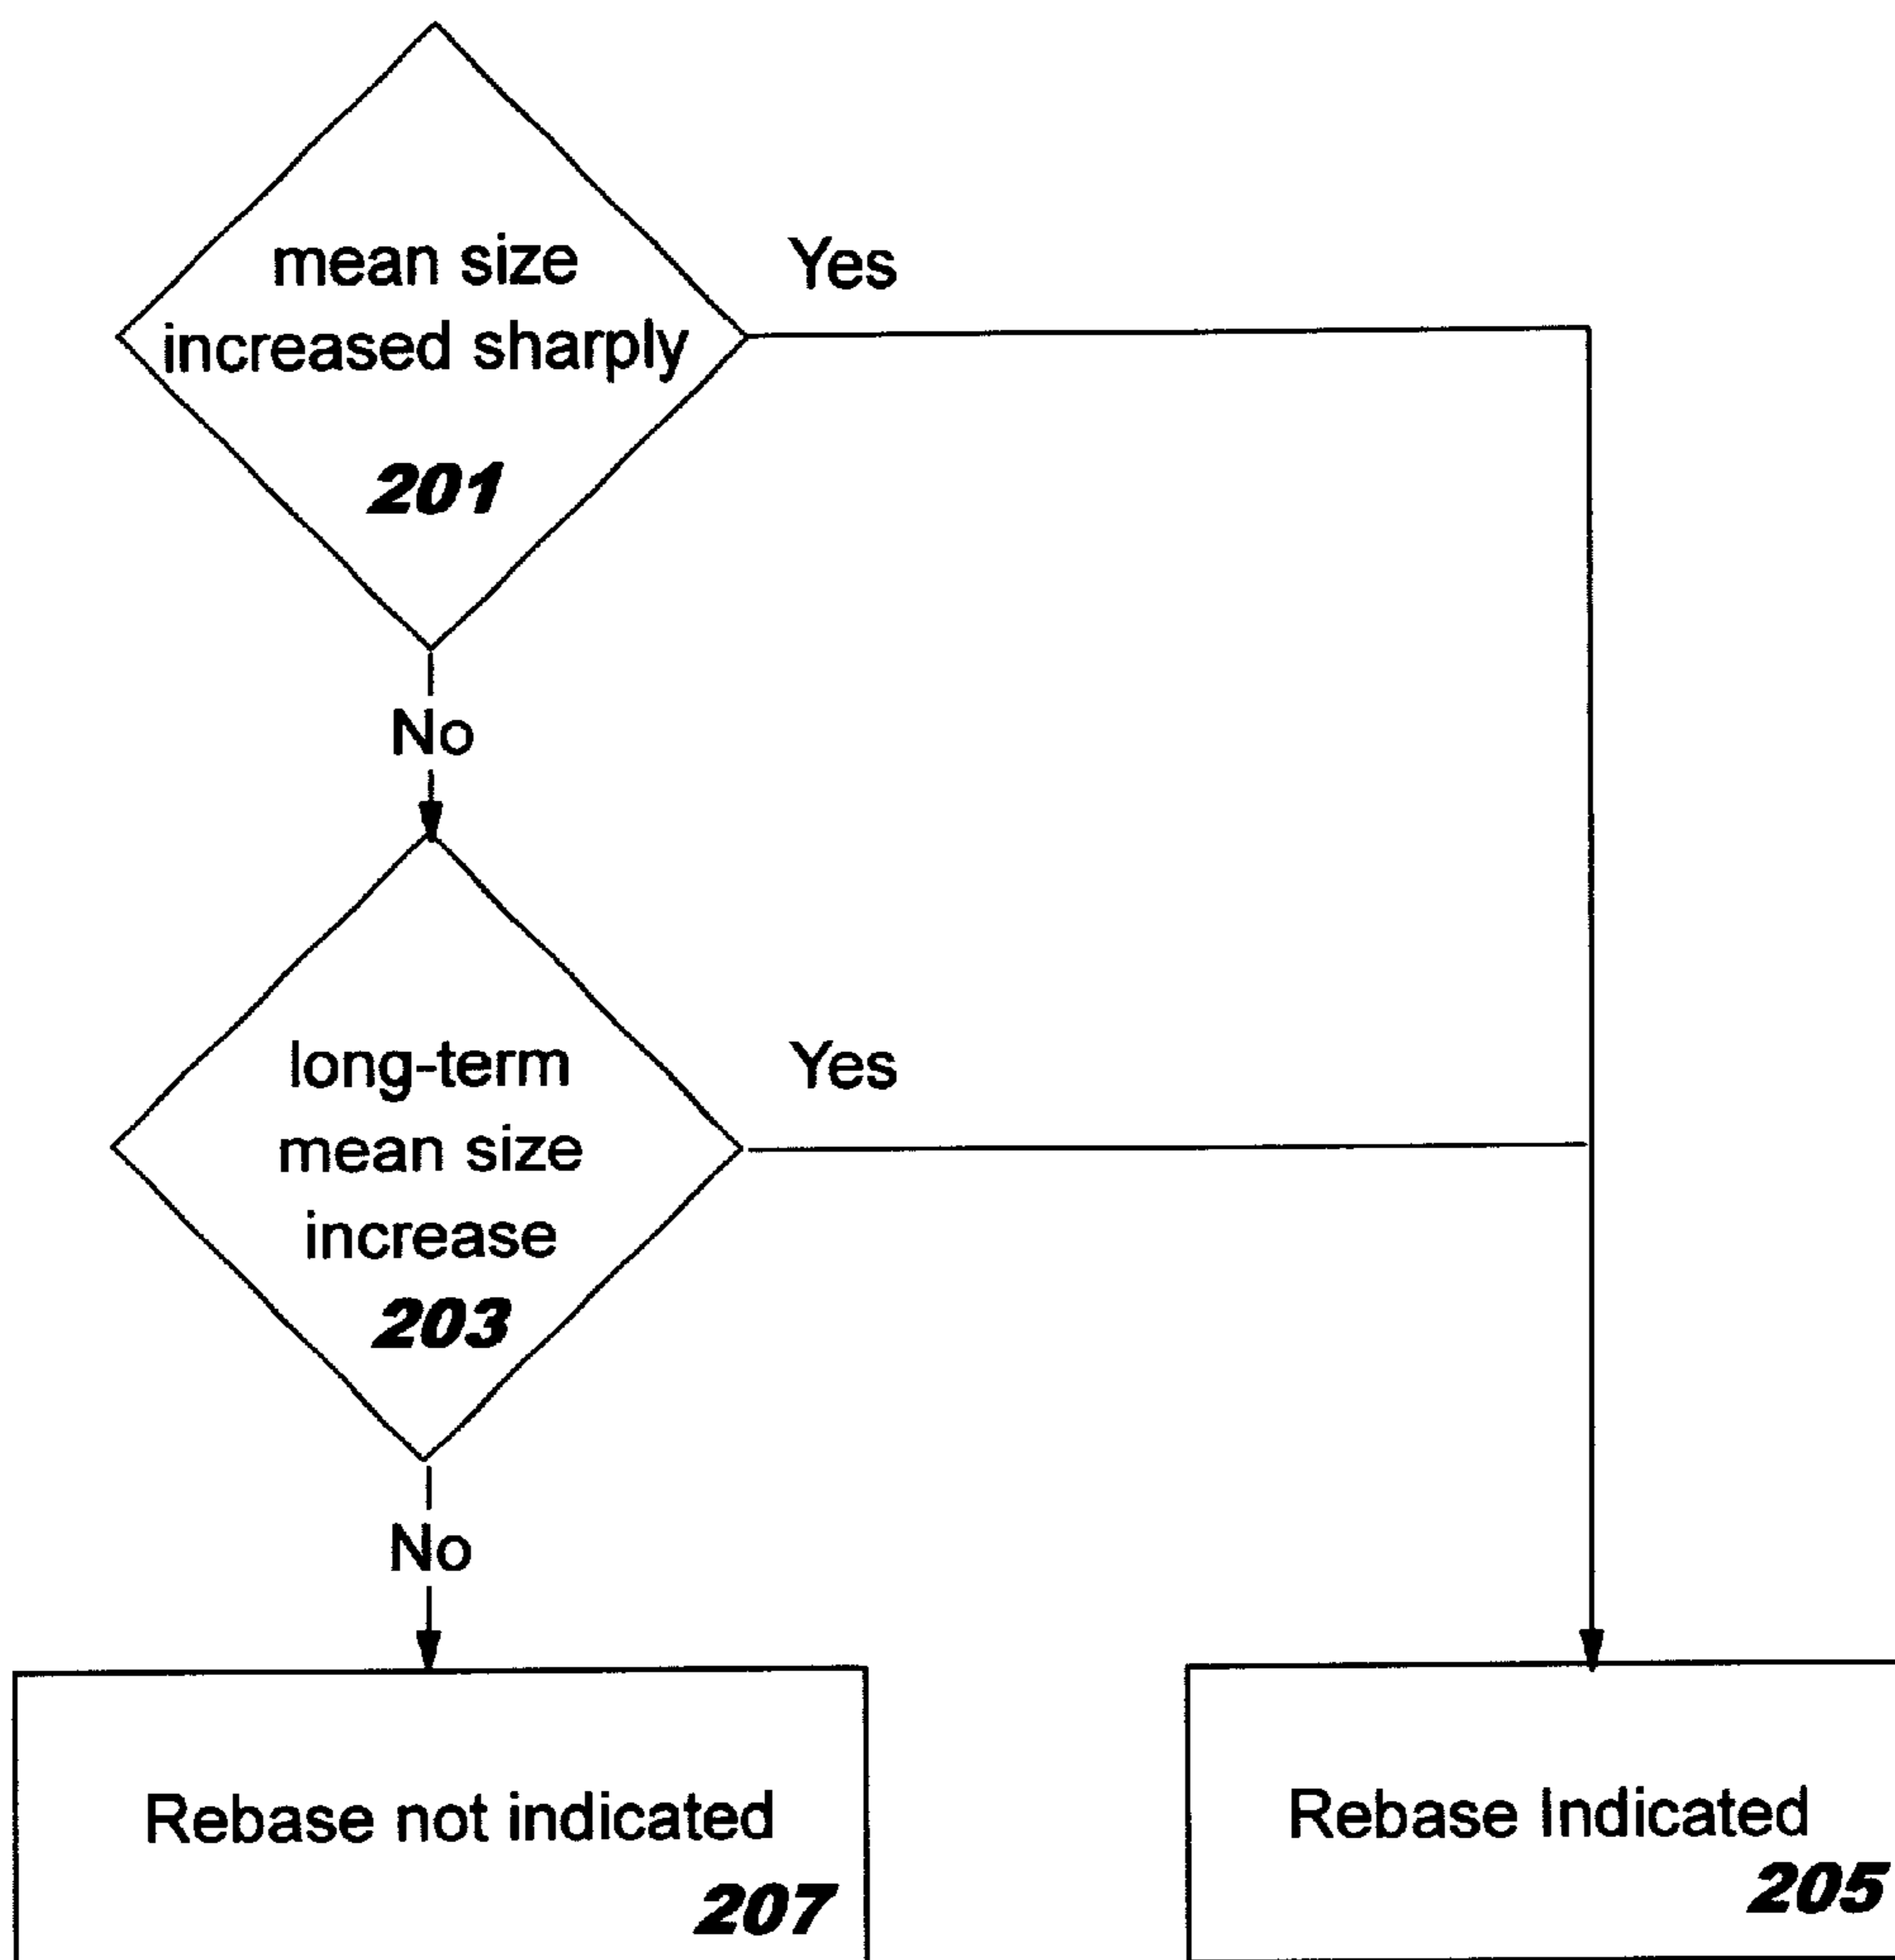 mean size
increased sharply
201
Yes
No
long-term
mean size
increase
203
Yes
No
Rebase not indicated
207
Rebase Indicated
205